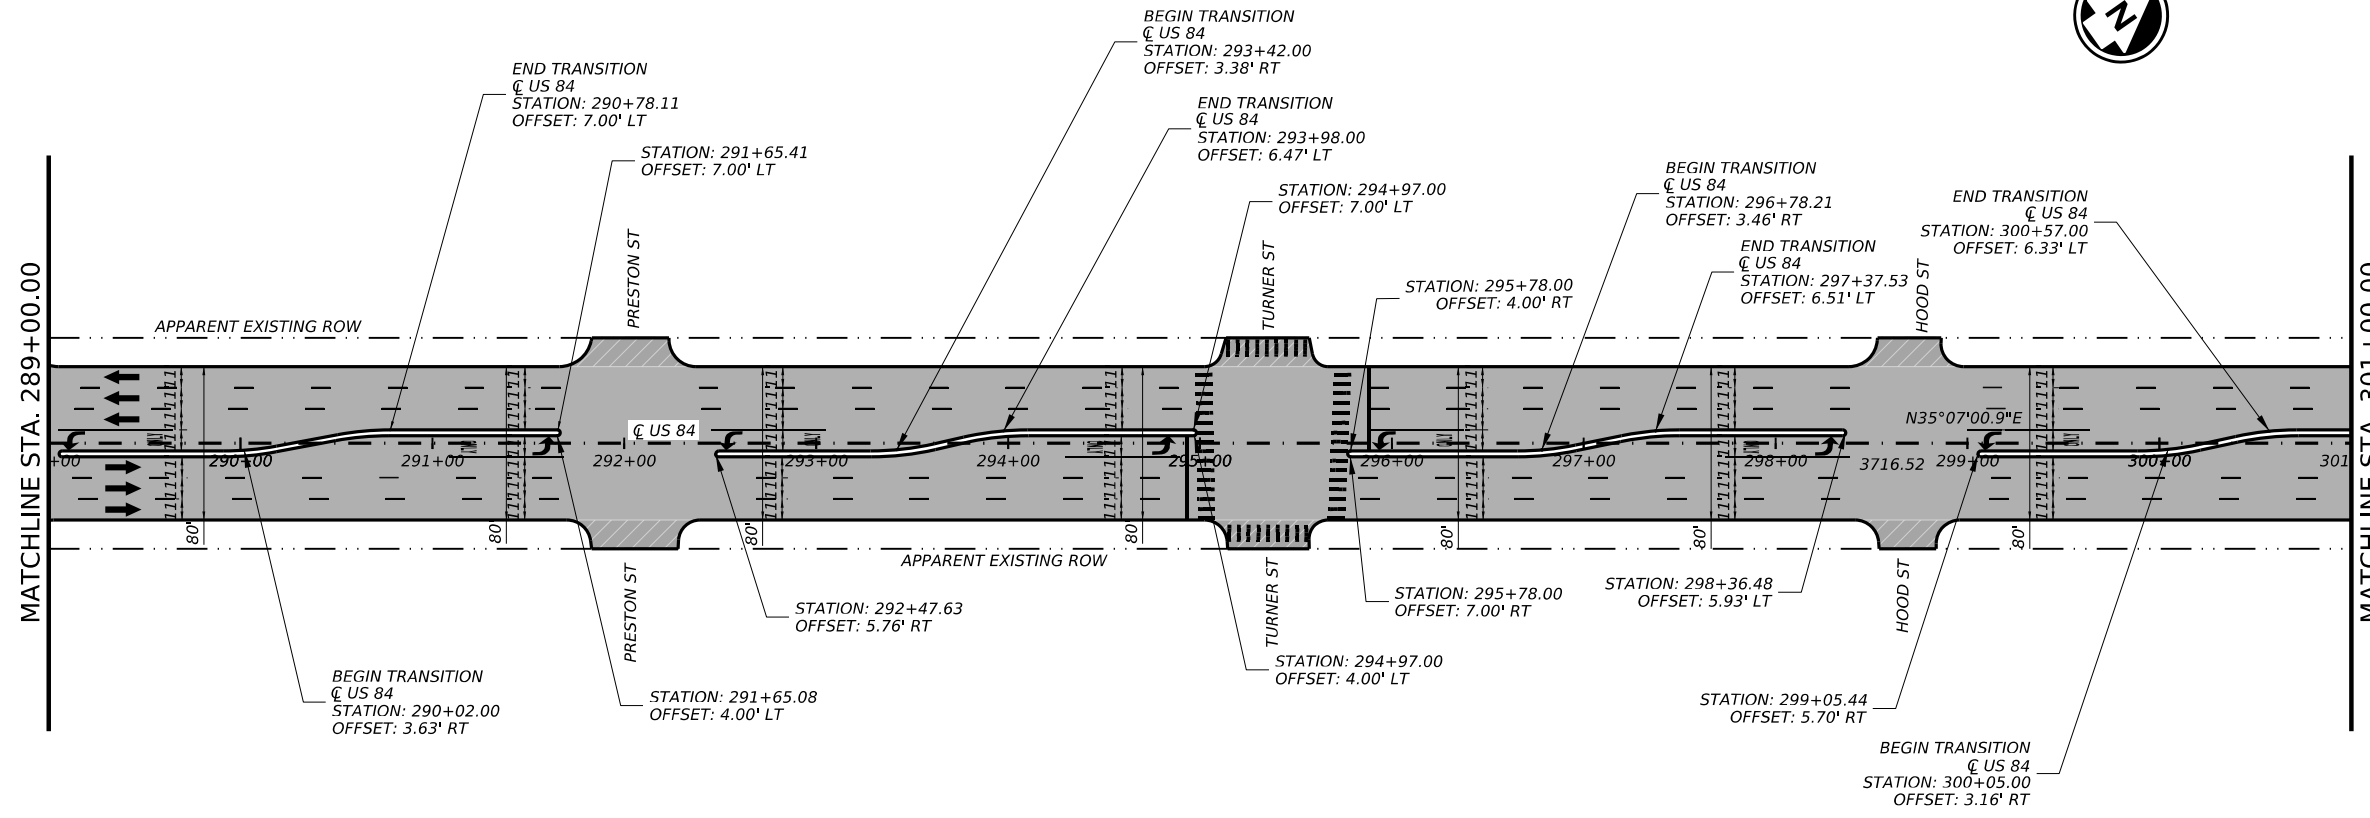 N
BEGIN TRANSITION
℄ US 84
STATION: 293+42.00
OFFSET: 3.38' RT
END TRANSITION
℄ US 84
STATION: 290+78.11
OFFSET: 7.00' LT
END TRANSITION
℄ US 84
STATION: 293+98.00
OFFSET: 6.47' LT
STATION: 291+65.41
OFFSET: 7.00' LT
STATION: 294+97.00
OFFSET: 7.00' LT
BEGIN TRANSITION
℄ US 84
STATION: 296+78.21
OFFSET: 3.46' RT
END TRANSITION
℄ US 84
STATION: 300+57.00
OFFSET: 6.33' LT
END TRANSITION
℄ US 84
STATION: 297+37.53
OFFSET: 6.51' LT
STATION: 295+78.00
OFFSET: 4.00' RT
PRESTON ST
TURNER ST
HOOD ST
MATCHLINE STA. 289+00.00
APPARENT EXISTING ROW
℄ US 84
N35°07'00.9"E
+00
290+00
291+00
292+00
293+00
294+00
295+00
296+00
297+00
298+00
3716.52
299+00
300+00
301
80'
80'
80'
80'
80'
80'
80'
APPARENT EXISTING ROW
PRESTON ST
TURNER ST
HOOD ST
STATION: 292+47.63
OFFSET: 5.76' RT
STATION: 295+78.00
OFFSET: 7.00' RT
STATION: 298+36.48
OFFSET: 5.93' LT
STATION: 294+97.00
OFFSET: 4.00' LT
BEGIN TRANSITION
℄ US 84
STATION: 290+02.00
OFFSET: 3.63' RT
STATION: 291+65.08
OFFSET: 4.00' LT
STATION: 299+05.44
OFFSET: 5.70' RT
BEGIN TRANSITION
℄ US 84
STATION: 300+05.00
OFFSET: 3.16' RT